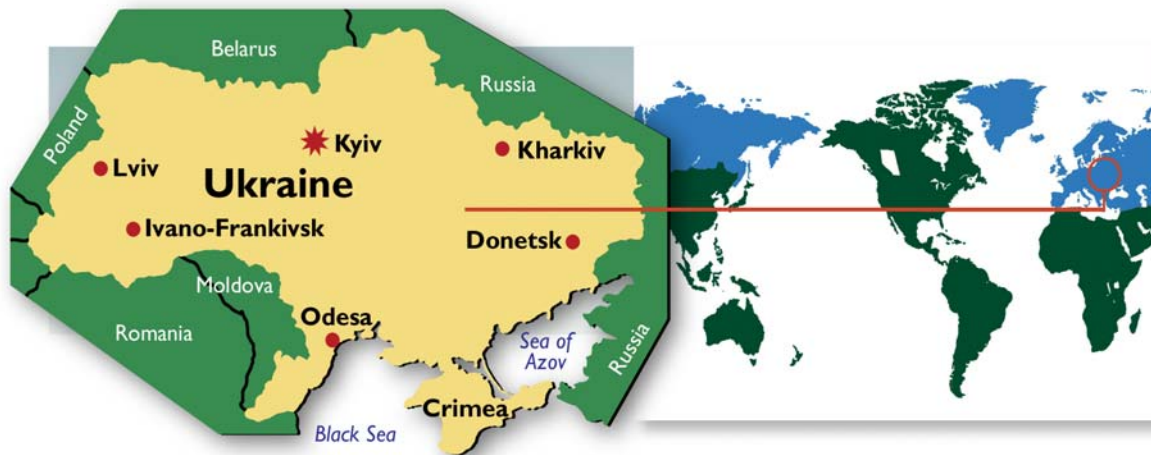 Belarus
Russia
Poland
Kyiv
Kharkiv
Lviv
Ukraine
Ivano-Frankivsk
Donetsk
Moldova
Romania
Odesa
Sea of
Azov
Russia
Crimea
Black Sea